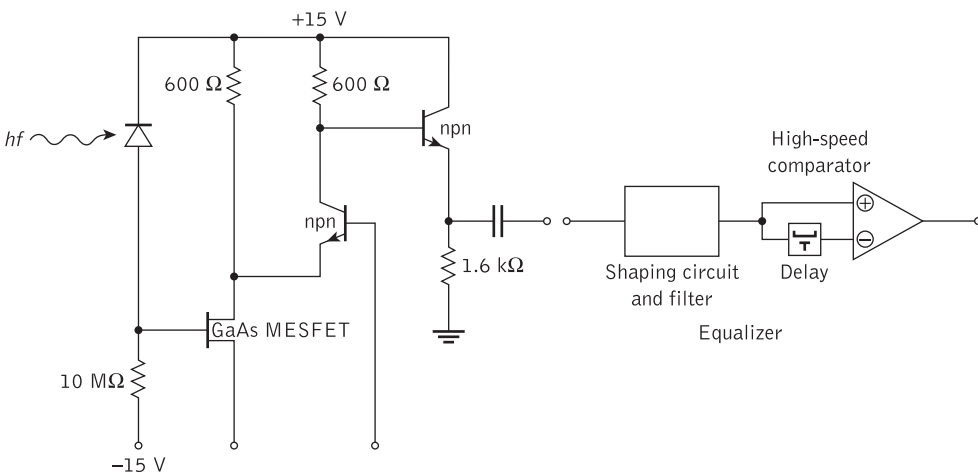 +15 V
600 Ω
600 Ω
npn
hf
High-speed
comparator
npn
+
−
1.6 kΩ
Shaping circuit
and filter
τ
Delay
GaAs MESFET
Equalizer
10 MΩ
−15 V